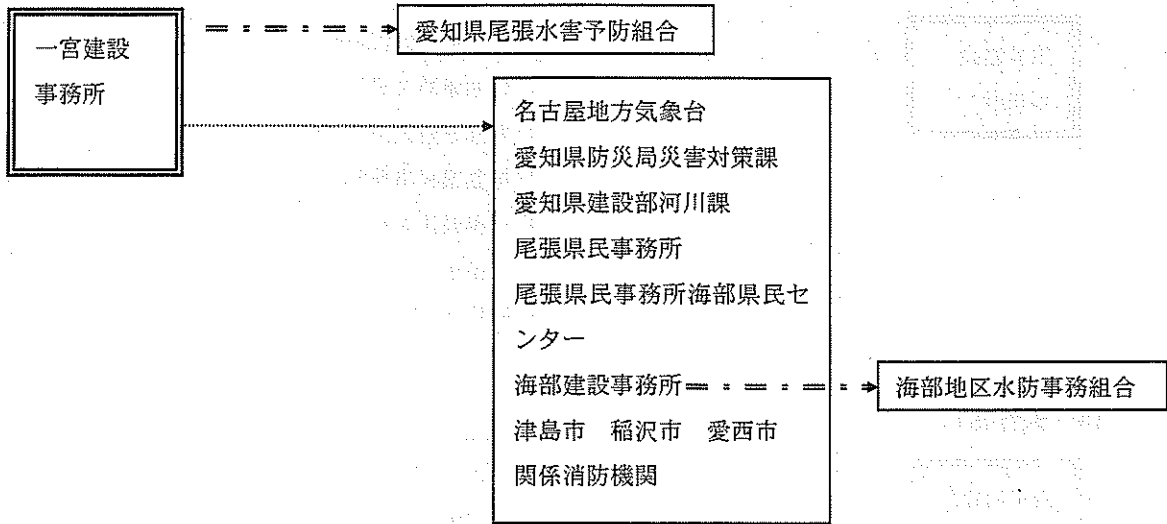 一宮建設
事務所
愛知県尾張水害予防組合
名古屋地方気象台
愛知県防災局災害対策課
愛知県建設部河川課
尾張県民事務所
尾張県民事務所海部県民セ
ンター
海部建設事務所
海部地区水防事務組合
津島市　稲沢市　愛西市
関係消防機関